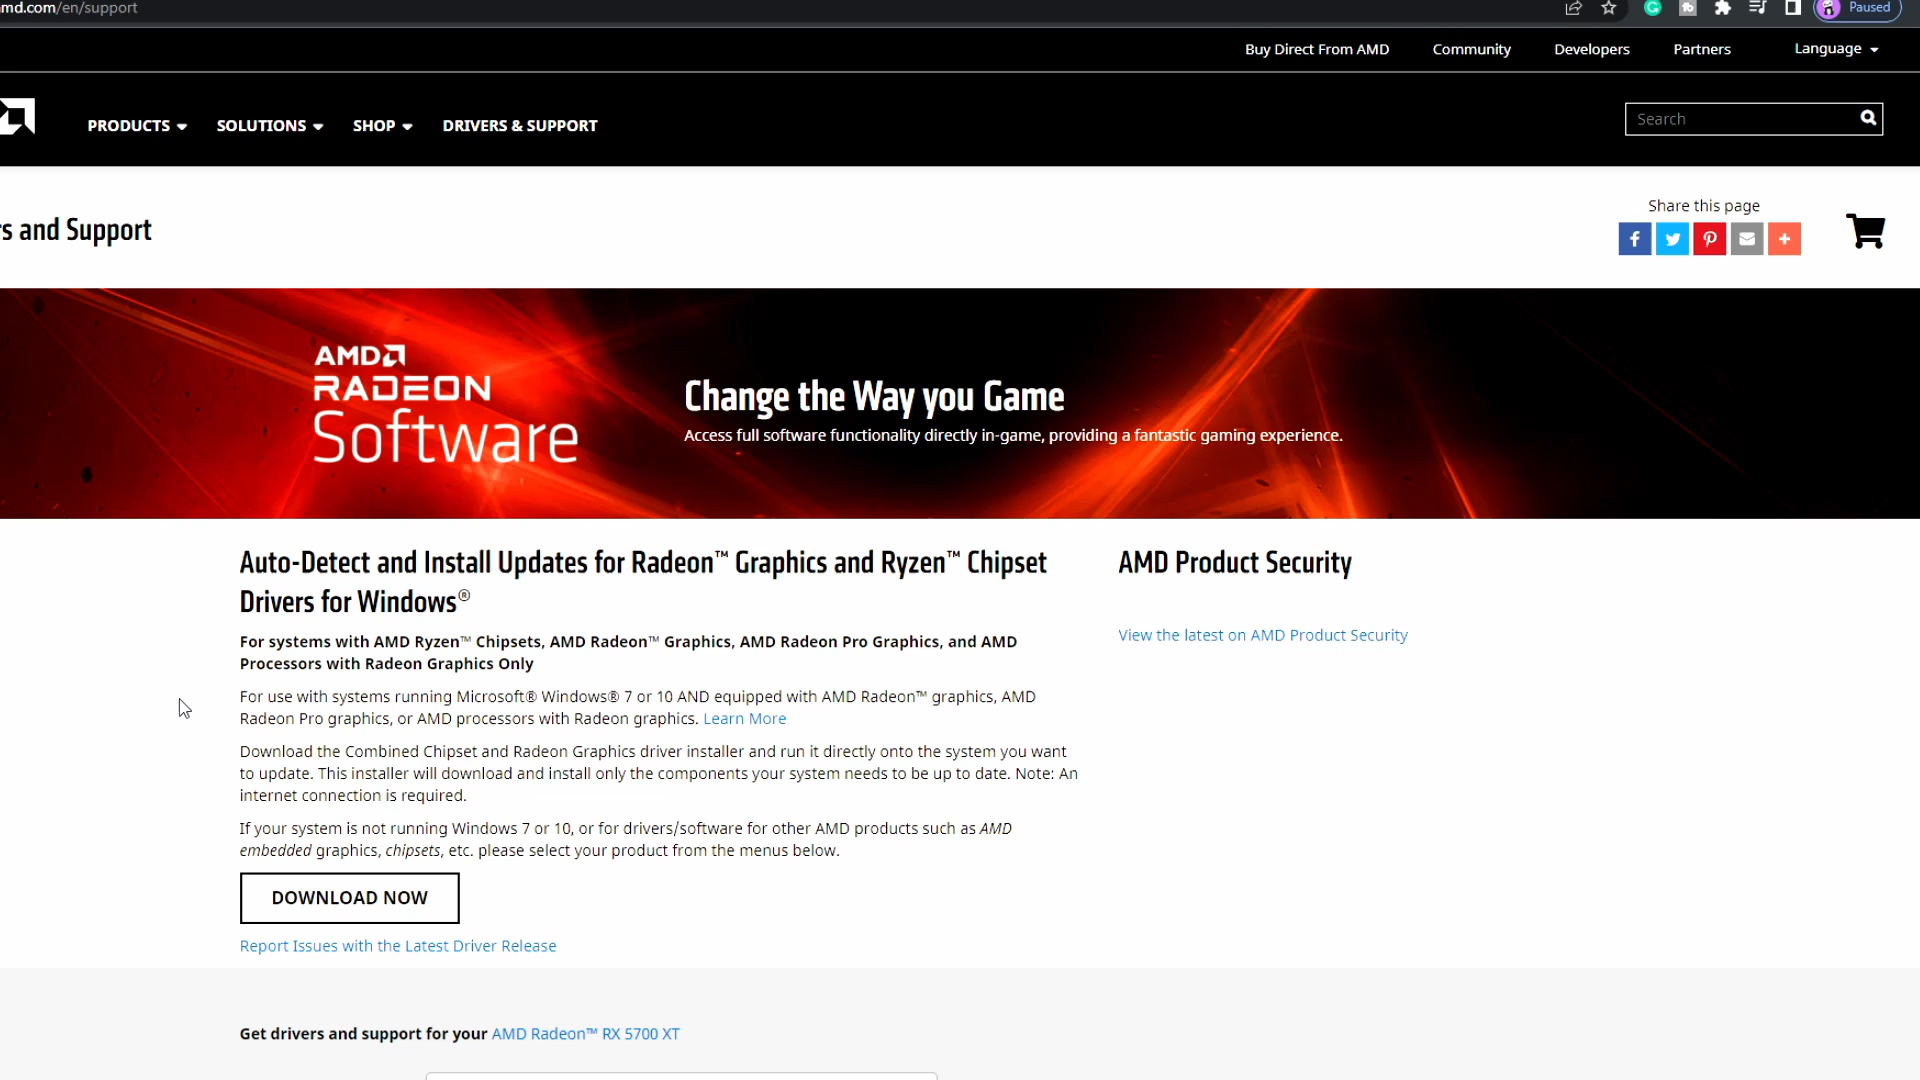 md.com/en/support
Paused
Buy Direct From AMD Community Developers Partners Language
PRODUCTS SOLUTIONS SHOP DRIVERS & SUPPORT
Search
s and Support
Share this page
AMD
RADEON
Software
Change the Way you Game
Access full software functionality directly in-game, providing a fantastic gaming experience.
Auto-Detect and Install Updates for Radeon™ Graphics and Ryzen™ Chipset
Drivers for Windows®
For systems with AMD Ryzen™ Chipsets, AMD Radeon™ Graphics, AMD Radeon Pro Graphics, and AMD
Processors with Radeon Graphics Only
For use with systems running Microsoft® Windows® 7 or 10 AND equipped with AMD Radeon™ graphics, AMD
Radeon Pro graphics, or AMD processors with Radeon graphics. Learn More
Download the Combined Chipset and Radeon Graphics driver installer and run it directly onto the system you want
to update. This installer will download and install only the components your system needs to be up to date. Note: An
internet connection is required.
If your system is not running Windows 7 or 10, or for drivers/software for other AMD products such as AMD
embedded graphics, chipsets, etc. please select your product from the menus below.
DOWNLOAD NOW
Report Issues with the Latest Driver Release
AMD Product Security
View the latest on AMD Product Security
Get drivers and support for your AMD Radeon™ RX 5700 XT